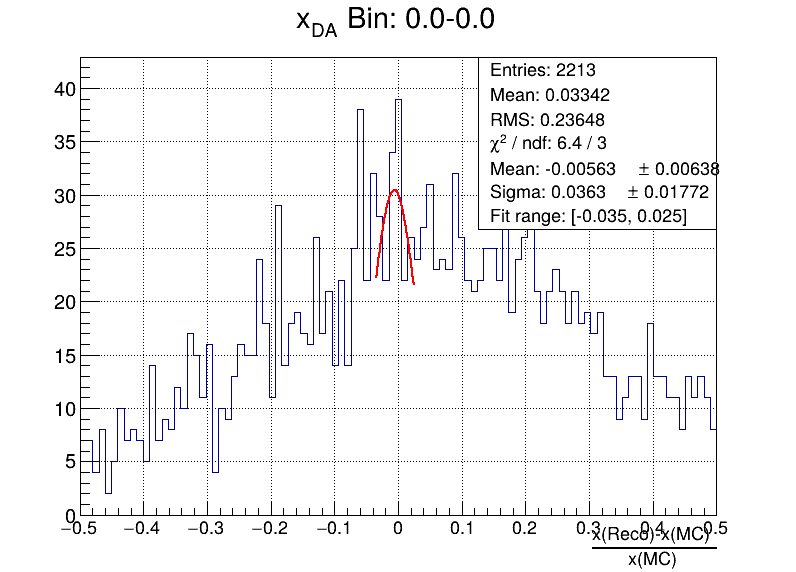 x_DA Bin: 0.0-0.0
Entries: 2213
Mean: 0.03342
RMS: 0.23648
χ² / ndf: 6.4 / 3
Mean: -0.00563 ± 0.00638
Sigma: 0.0363 ± 0.01772
Fit range: [-0.035, 0.025]
40
35
30
25
20
15
10
5
0
−0.5 −0.4 −0.3 −0.2 −0.1 0 0.1 0.2 0.3 0.4 0.5
x(Reco)-x(MC)
x(MC)